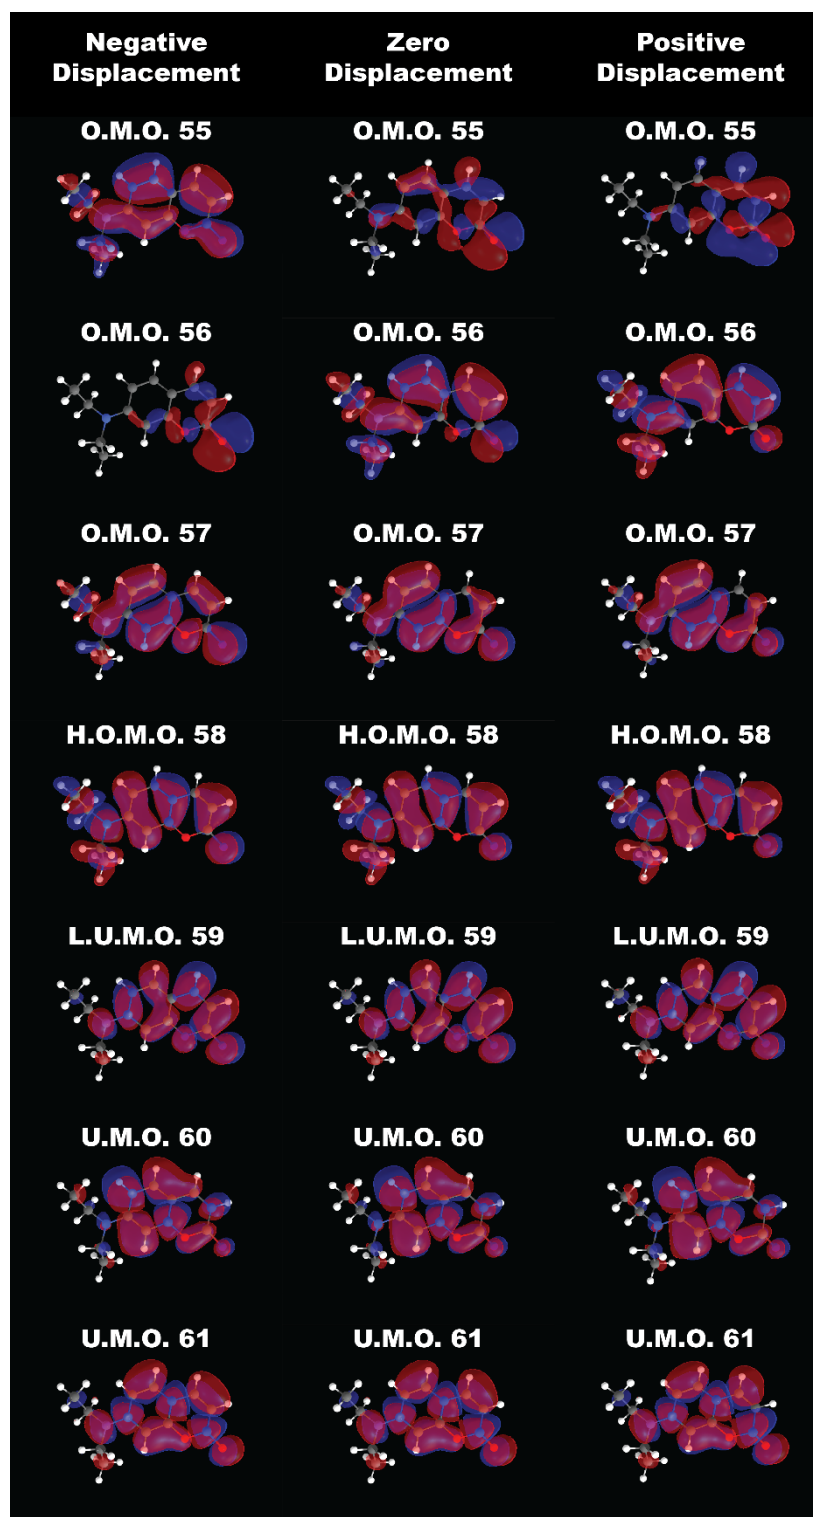 Negative
Displacement
Zero
Displacement
Positive
Displacement
O.M.O. 55
O.M.O. 55
O.M.O. 55
O.M.O. 56
O.M.O. 56
O.M.O. 56
O.M.O. 57
O.M.O. 57
O.M.O. 57
H.O.M.O. 58
H.O.M.O. 58
H.O.M.O. 58
L.U.M.O. 59
L.U.M.O. 59
L.U.M.O. 59
U.M.O. 60
U.M.O. 60
U.M.O. 60
U.M.O. 61
U.M.O. 61
U.M.O. 61